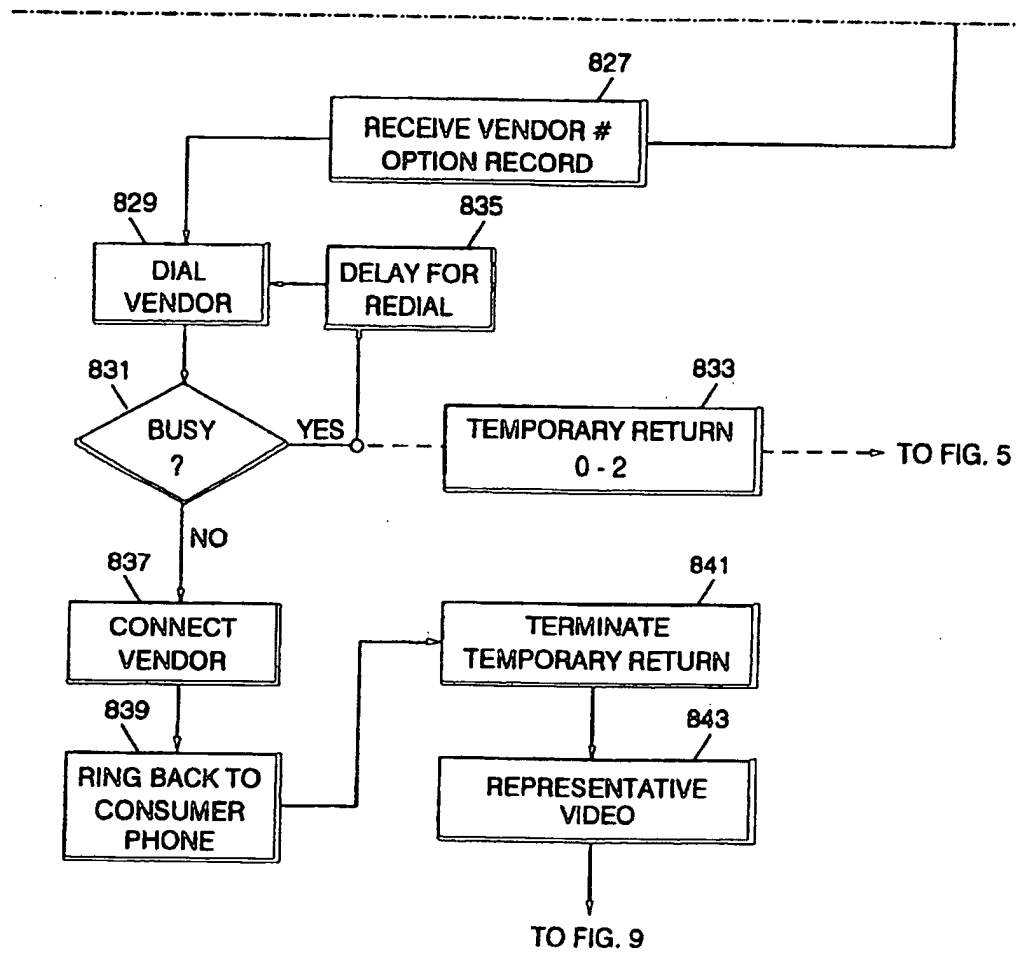 827
RECEIVE VENDOR #
OPTION RECORD
829
DIAL
VENDOR
835
DELAY FOR
REDIAL
831
BUSY
?
YES
833
TEMPORARY RETURN
0 - 2
TO FIG. 5
NO
837
CONNECT
VENDOR
841
TERMINATE
TEMPORARY RETURN
839
RING BACK TO
CONSUMER
PHONE
843
REPRESENTATIVE
VIDEO
TO FIG. 9